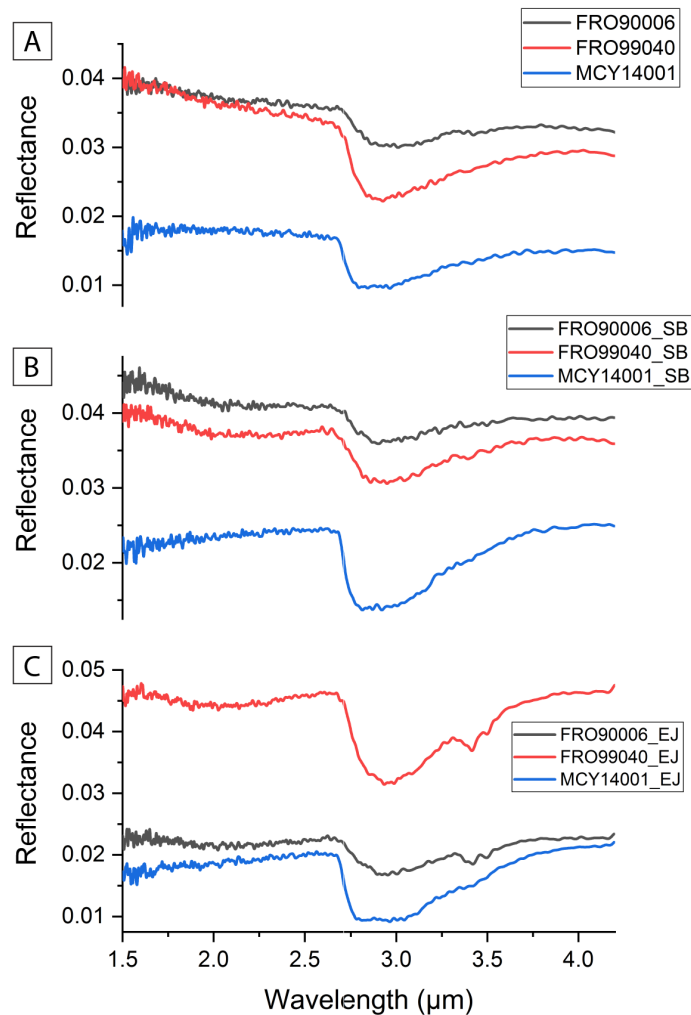 A
FRO90006
FRO99040
MCY14001
0.04
0.03
0.02
0.01
Reflectance
B
FRO90006_SB
FRO99040_SB
MCY14001_SB
0.04
0.03
0.02
Reflectance
C
0.05
0.04
0.03
0.02
0.01
Reflectance
FRO90006_EJ
FRO99040_EJ
MCY14001_EJ
1.5 2.0 2.5 3.0 3.5 4.0
Wavelength (µm)